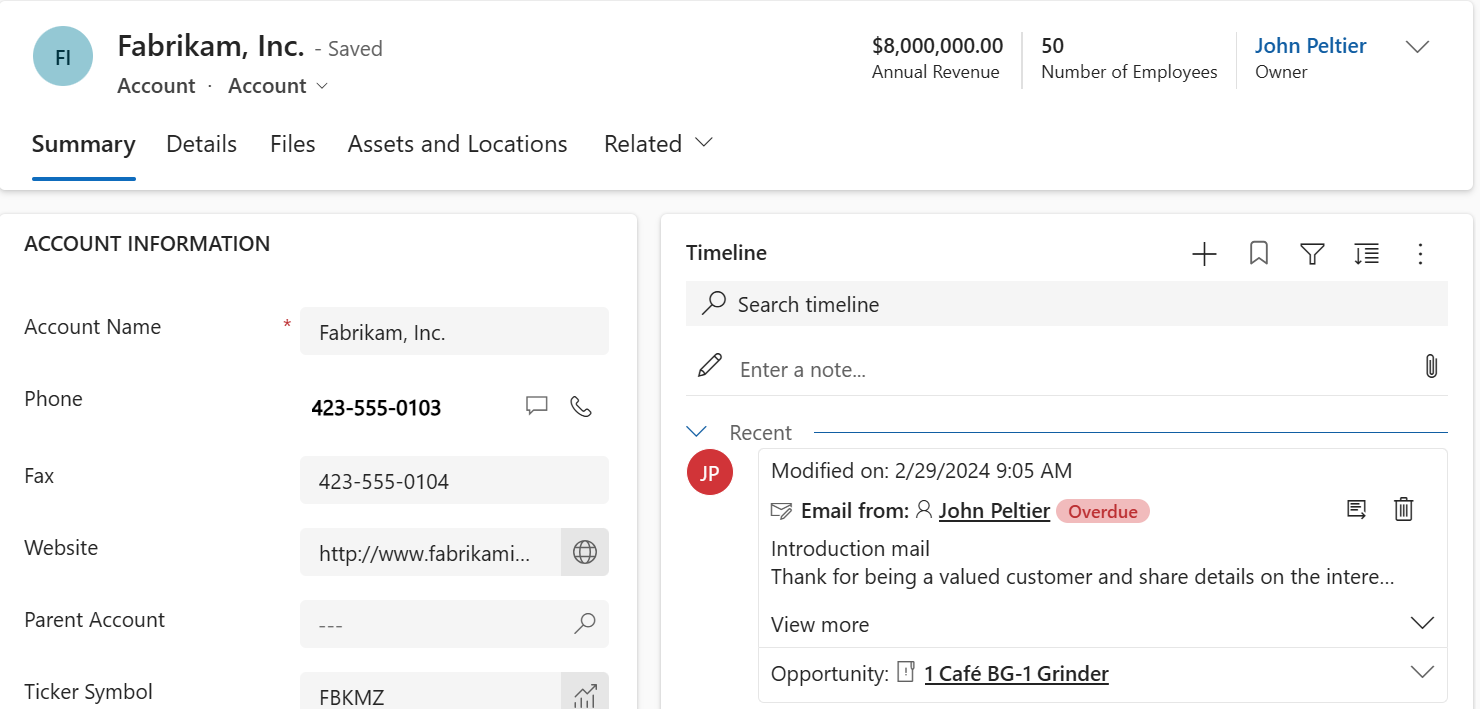 FI
Fabrikam, Inc. - Saved
Account · Account
$8,000,000.00
Annual Revenue
50
Number of Employees
John Peltier
Owner
Summary Details Files Assets and Locations Related
ACCOUNT INFORMATION
Account Name * Fabrikam, Inc.
Phone 423-555-0103
Fax 423-555-0104
Website http://www.fabrikami...
Parent Account ---
Ticker Symbol FBKMZ
Timeline
Search timeline
Enter a note...
Recent
JP
Modified on: 2/29/2024 9:05 AM
Email from: John Peltier Overdue
Introduction mail
Thank for being a valued customer and share details on the intere...
View more
Opportunity: 1 Café BG-1 Grinder